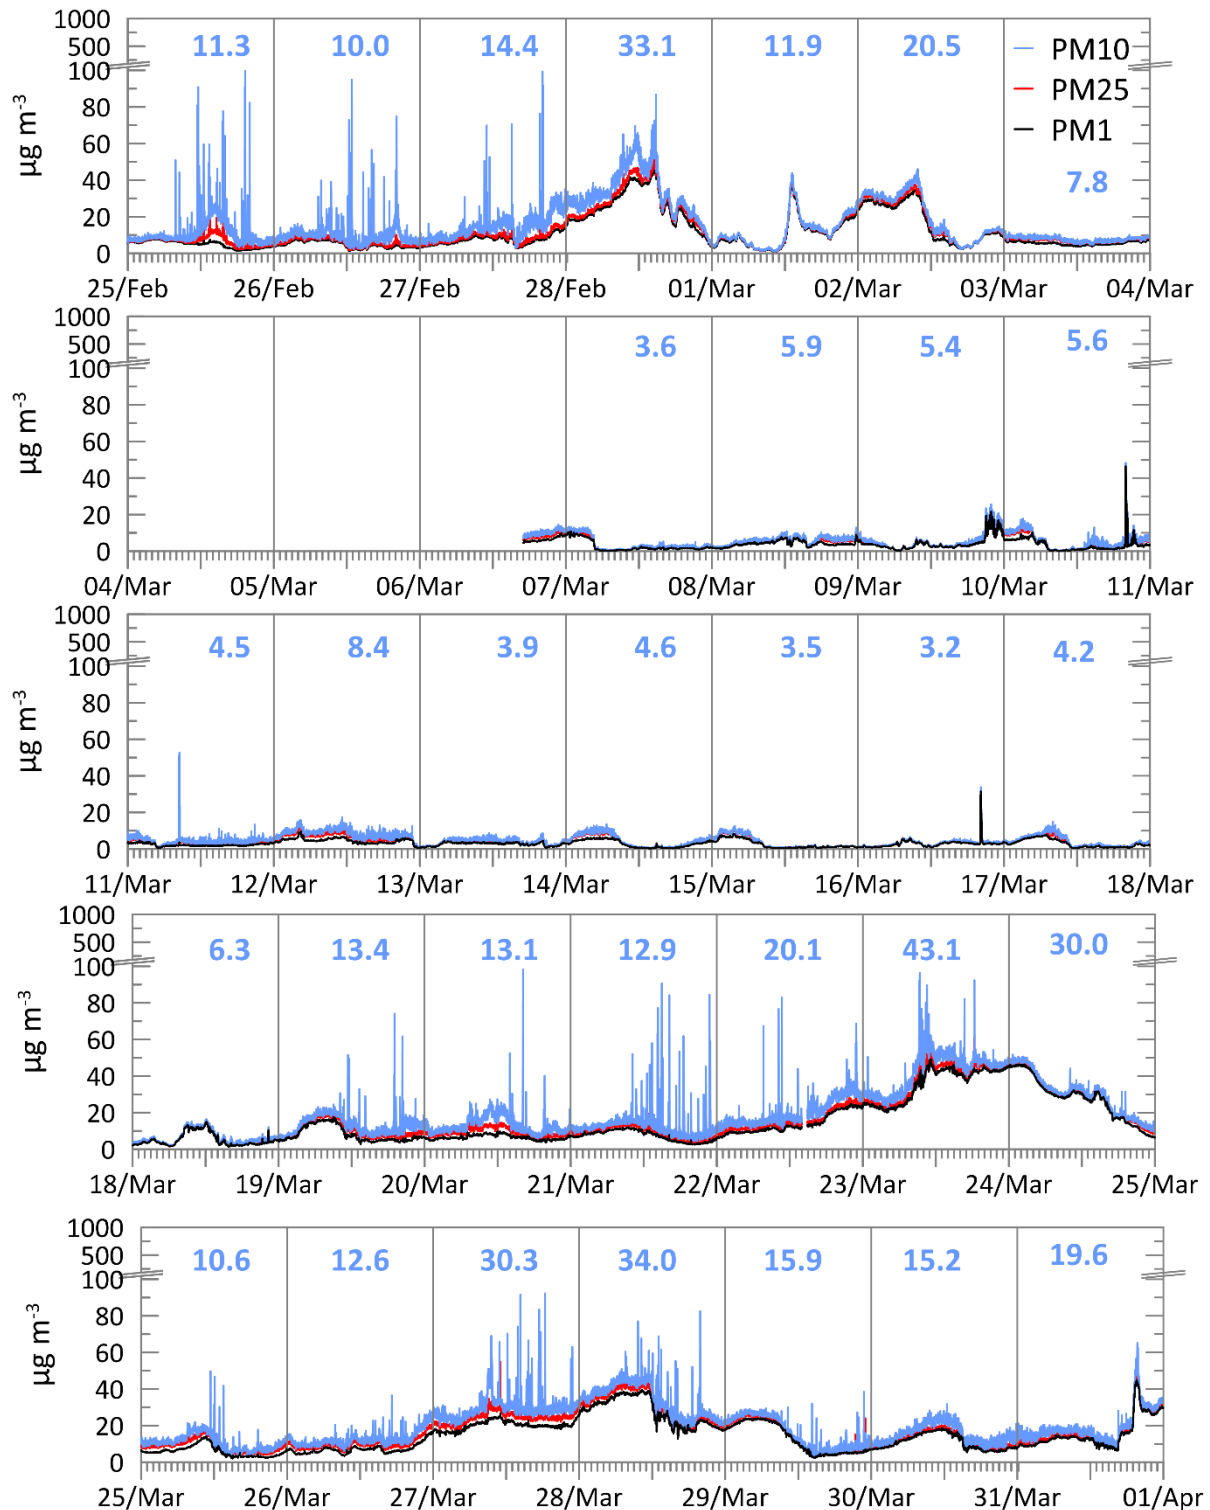 1000
11.3 10.0 14.4 33.1 11.9 20.5
PM10
500
PM25
100
PM1
80
60
40
7.8
20
0
µg m-3
25/Feb 26/Feb 27/Feb 28/Feb 01/Mar 02/Mar 03/Mar 04/Mar
1000
3.6 5.9 5.4 5.6
500
100
80
60
40
20
0
µg m-3
04/Mar 05/Mar 06/Mar 07/Mar 08/Mar 09/Mar 10/Mar 11/Mar
1000
4.5 8.4 3.9 4.6 3.5 3.2 4.2
500
100
80
60
40
20
0
µg m-3
11/Mar 12/Mar 13/Mar 14/Mar 15/Mar 16/Mar 17/Mar 18/Mar
1000
6.3 13.4 13.1 12.9 20.1 43.1 30.0
500
100
80
60
40
20
0
µg m-3
18/Mar 19/Mar 20/Mar 21/Mar 22/Mar 23/Mar 24/Mar 25/Mar
1000
10.6 12.6 30.3 34.0 15.9 15.2 19.6
500
100
80
60
40
20
0
µg m-3
25/Mar 26/Mar 27/Mar 28/Mar 29/Mar 30/Mar 31/Mar 01/Apr